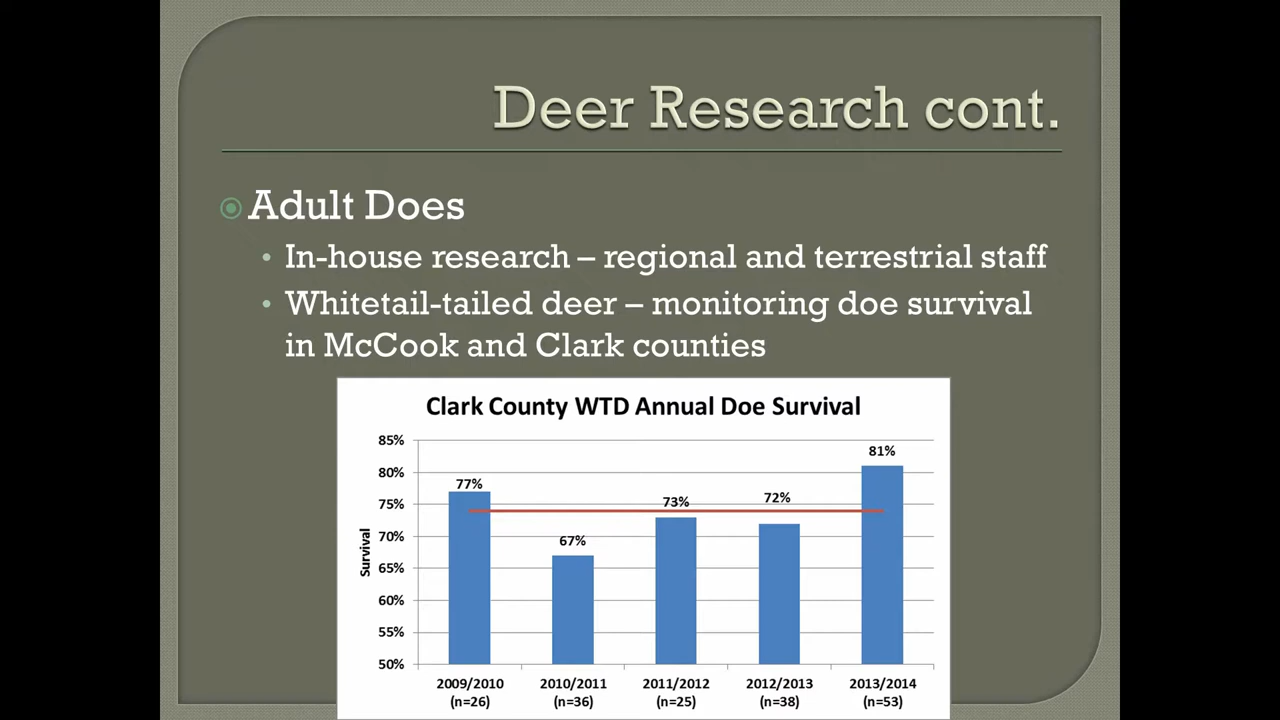 Deer Research cont.
Adult Does
• In-house research – regional and terrestrial staff
• Whitetail-tailed deer – monitoring doe survival
in McCook and Clark counties
Clark County WTD Annual Doe Survival
85%
80%
75%
70%
65%
60%
55%
50%
Survival
77%
67%
73%
72%
81%
2009/2010 2010/2011 2011/2012 2012/2013 2013/2014
(n=26) (n=36) (n=25) (n=38) (n=53)